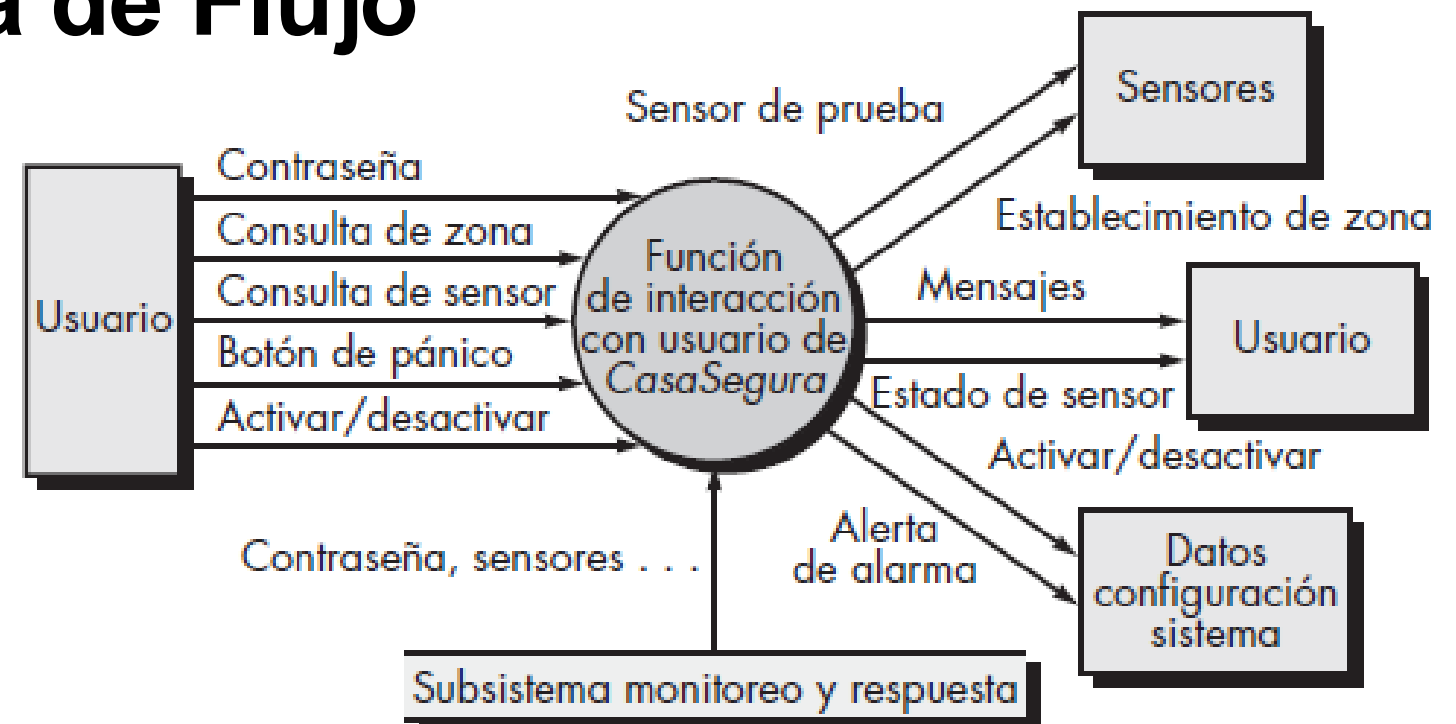 a de Flujo
Sensores
Sensor de prueba
Contraseña
Establecimiento de zona
Consulta de zona
Función
de interacción
con usuario de
CasaSegura
Mensajes
Consulta de sensor
Usuario
Usuario
Botón de pánico
Estado de sensor
Activar/desactivar
Activar/desactivar
Alerta
de alarma
Contraseña, sensores . . .
Datos
configuración
sistema
Subsistema monitoreo y respuesta